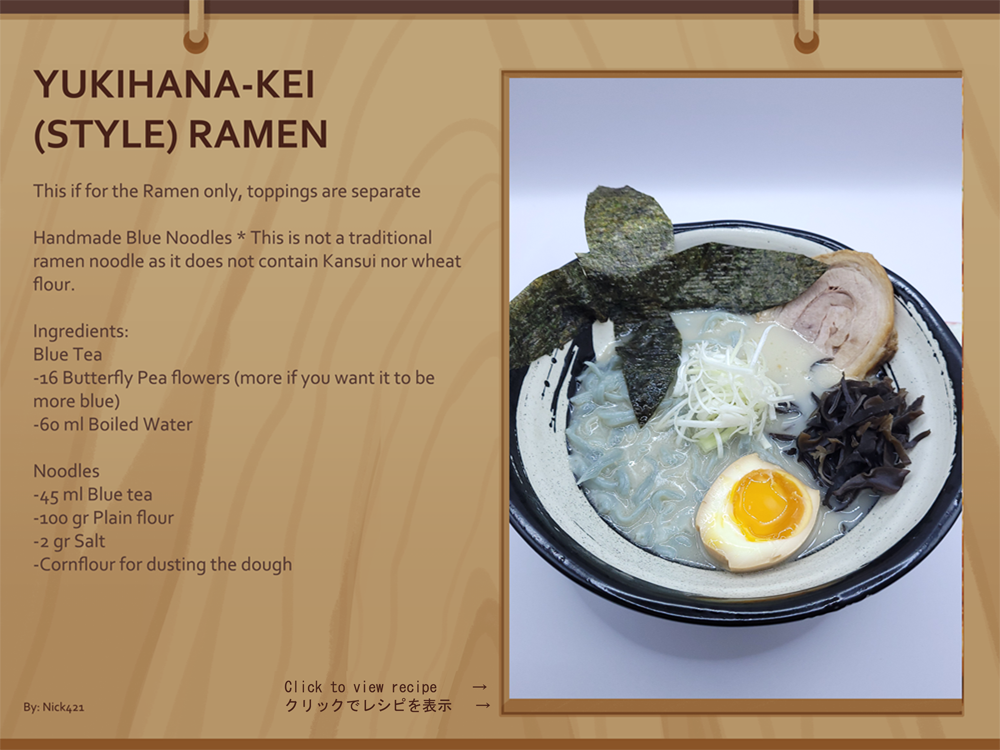 YUKIHANA-KEI
(STYLE) RAMEN
This if for the Ramen only, toppings are separate
Handmade Blue Noodles * This is not a traditional
ramen noodle as it does not contain Kansui nor wheat
flour.
Ingredients:
Blue Tea
-16 Butterfly Pea flowers (more if you want it to be
more blue)
-60 ml Boiled Water
Noodles
-45 ml Blue tea
-100 gr Plain flour
-2 gr Salt
-Cornflour for dusting the dough
Click to view recipe →
クリックでレシピを表示 →
By: Nick421